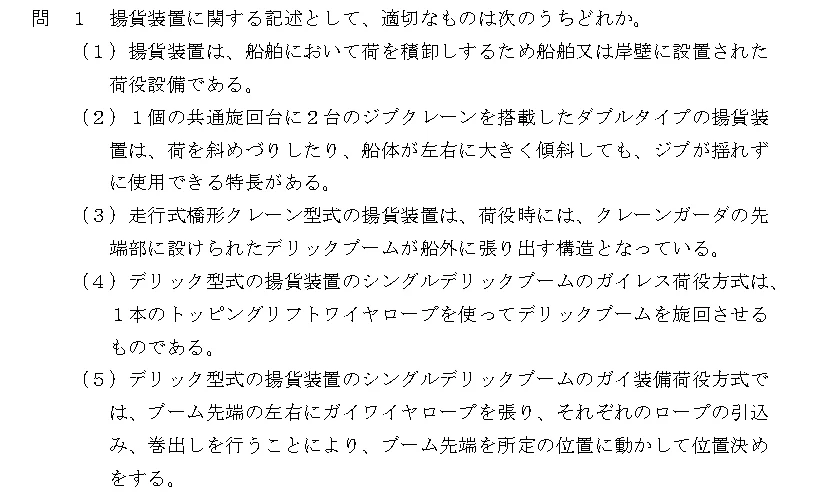 問 1 揚貨装置に関する記述として、適切なものは次のうちどれか。
(1)揚貨装置は、船舶において荷を積卸しするため船舶又は岸壁に設置された
荷役設備である。
(2)1個の共通旋回台に2台のジブクレーンを搭載したダブルタイプの揚貨装
置は、荷を斜めづりしたり、船体が左右に大きく傾斜しても、ジブが揺れず
に使用できる特長がある。
(3)走行式橋形クレーン型式の揚貨装置は、荷役時には、クレーンガーダの先
端部に設けられたデリックブームが船外に張り出す構造となっている。
(4)デリック型式の揚貨装置のシングルデリックブームのガイレス荷役方式は、
1本のトッピングリフトワイヤロープを使ってデリックブームを旋回させる
ものである。
(5)デリック型式の揚貨装置のシングルデリックブームのガイ装備荷役方式で
は、ブーム先端の左右にガイワイヤロープを張り、それぞれのロープの引込
み、巻出しを行うことにより、ブーム先端を所定の位置に動かして位置決め
をする。